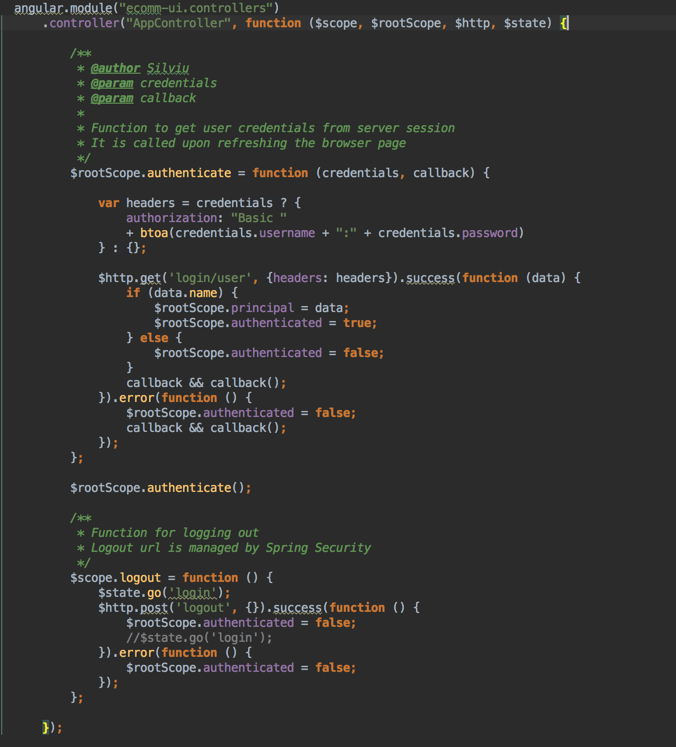 angular.module("ecomm-ui.controllers")
    .controller("AppController", function ($scope, $rootScope, $http, $state) {
        /**
         * @author Silviu
         * @param credentials
         * @param callback
         *
         * Function to get user credentials from server session
         * It is called upon refreshing the browser page
         */
        $rootScope.authenticate = function (credentials, callback) {
            var headers = credentials ? {
                authorization: "Basic "
                + btoa(credentials.username + ":" + credentials.password)
            } : {};
            $http.get('login/user', {headers: headers}).success(function (data) {
                if (data.name) {
                    $rootScope.principal = data;
                    $rootScope.authenticated = true;
                } else {
                    $rootScope.authenticated = false;
                }
                callback && callback();
            }).error(function () {
                $rootScope.authenticated = false;
                callback && callback();
            });
        };
        $rootScope.authenticate();
        /**
         * Function for logging out
         * Logout url is managed by Spring Security
         */
        $scope.logout = function () {
            $state.go('login');
            $http.post('logout', {}).success(function () {
                $rootScope.authenticated = false;
                //$state.go('login');
            }).error(function () {
                $rootScope.authenticated = false;
            });
        };
    });